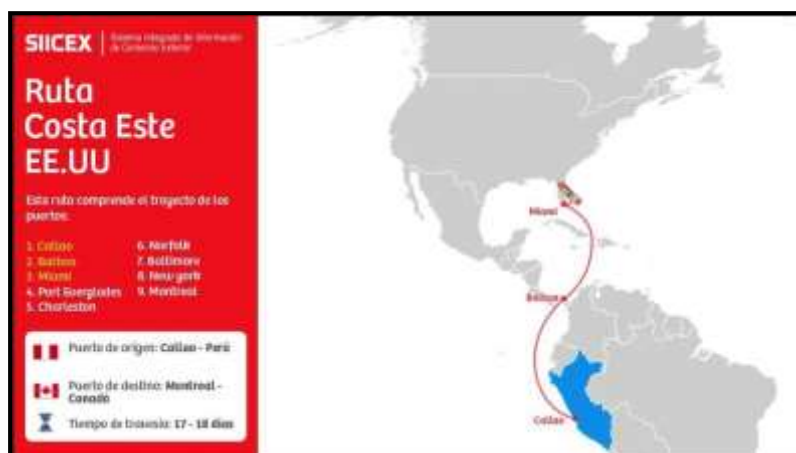 SIICEX
Sistema Integrado de Información
de Comercio Exterior
Ruta
Costa Este
EE.UU
Esta ruta comprende el trayecto de los
puertos:
1. Callao
2. Balboa
3. Miami
4. Port Everglades
5. Charleston
6. Norfolk
7. Baltimore
8. New york
9. Montreal
Puerto de origen: Callao - Perú
Puerto de destino: Montreal -
Canadá
Tiempo de travesía: 17 - 18 días
Miami
Balboa
Callao